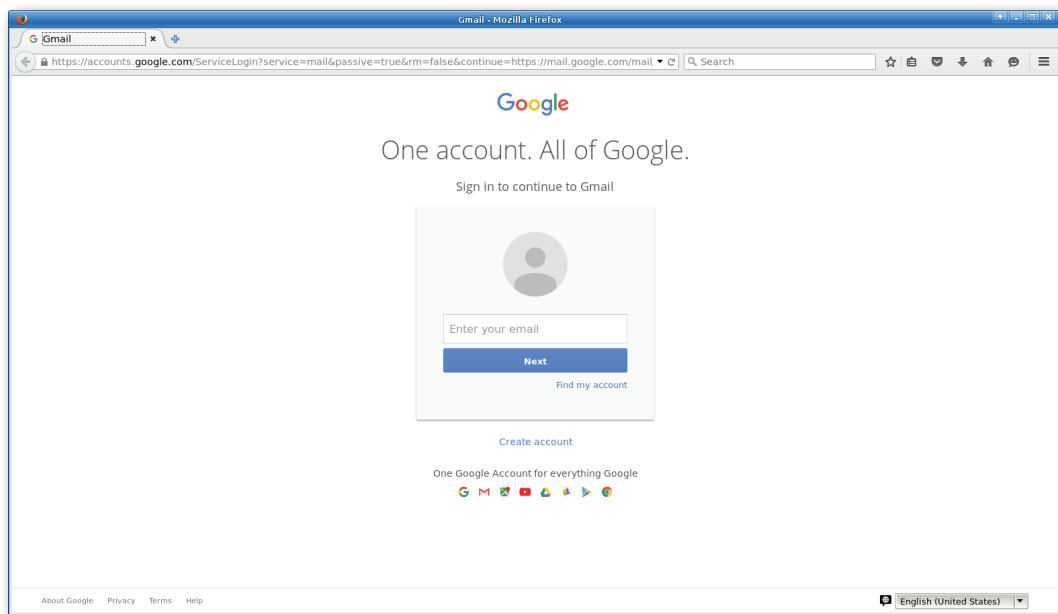 Gmail - Mozilla Firefox
Gmail
https://accounts.google.com/ServiceLogin?service=mail&passive=true&rm=false&continue=https://mail.google.com/mail
Search
Google
One account. All of Google.
Sign in to continue to Gmail
Enter your email
Next
Find my account
Create account
One Google Account for everything Google
About Google Privacy Terms Help
English (United States)